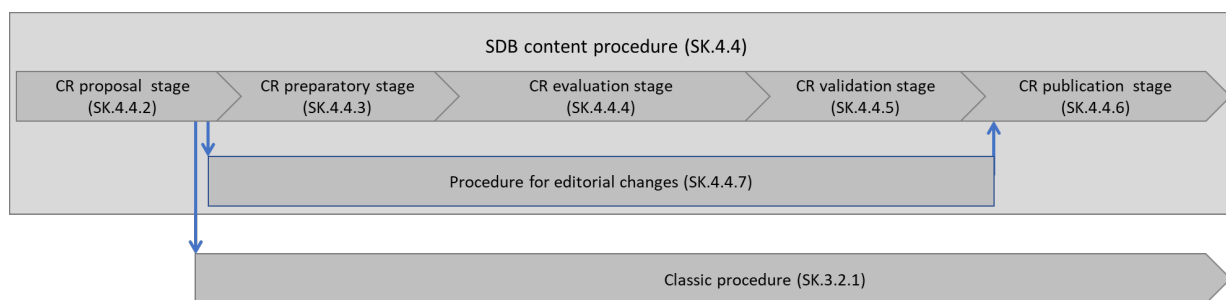 SDB content procedure (SK.4.4)
CR proposal stage
(SK.4.4.2)
CR preparatory stage
(SK.4.4.3)
CR evaluation stage
(SK.4.4.4)
CR validation stage
(SK.4.4.5)
CR publication stage
(SK.4.4.6)
Procedure for editorial changes (SK.4.4.7)
Classic procedure (SK.3.2.1)